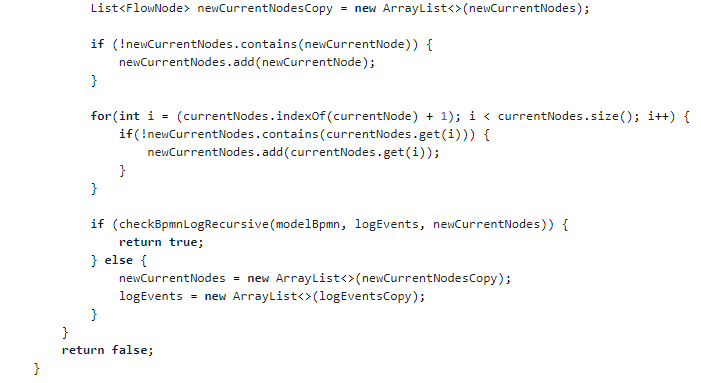 List<FlowNode> newCurrentNodesCopy = new ArrayList<>(newCurrentNodes);
if (!newCurrentNodes.contains(newCurrentNode)) {
newCurrentNodes.add(newCurrentNode);
}
for(int i = (currentNodes.indexOf(currentNode) + 1); i < currentNodes.size(); i++) {
if(!newCurrentNodes.contains(currentNodes.get(i))) {
newCurrentNodes.add(currentNodes.get(i));
}
}
if (checkBpmnLogRecursive(modelBpmn, logEvents, newCurrentNodes)) {
return true;
} else {
newCurrentNodes = new ArrayList<>(newCurrentNodesCopy);
logEvents = new ArrayList<>(logEventsCopy);
}
}
return false;
}